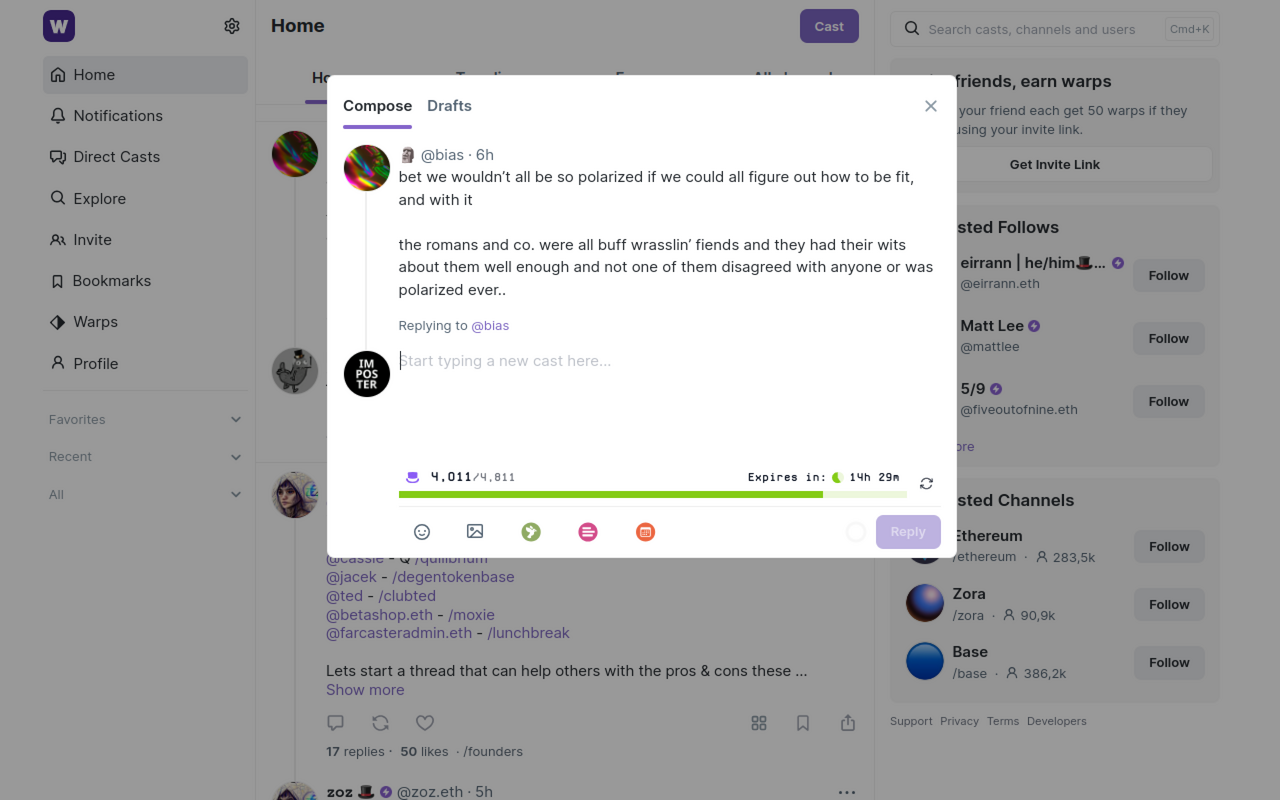 W
Home
Notifications
Direct Casts
Explore
Invite
Bookmarks
Warps
Profile
Favorites
Recent
All
Home
Cast
Compose
Drafts
@bias · 6h
bet we wouldn't all be so polarized if we could all figure out how to be fit,
and with it
the romans and co. were all buff wrasslin' fiends and they had their wits
about them well enough and not one of them disagreed with anyone or was
polarized ever..
Replying to @bias
IM
POS
TER
Start typing a new cast here...
4,011/4,811
Expires in: 14h 29m
Reply
@jacek - /degentokenbase
@ted - /clubted
@betashop.eth - /moxie
@farcasteradmin.eth - /lunchbreak
Lets start a thread that can help others with the pros & cons these ...
Show more
17 replies · 50 likes · /founders
zoz @zoz.eth · 5h
Search casts, channels and users
Cmd+K
friends, earn warps
your friend each get 50 warps if they
using your invite link.
Get Invite Link
Follows
eirrann | he/him...
@eirrann.eth
Follow
Matt Lee
@mattlee
Follow
5/9
@fiveoutofnine.eth
Follow
Channels
Ethereum
/ethereum · 283,5k
Follow
Zora
/zora · 90,9k
Follow
Base
/base · 386,2k
Follow
Support Privacy Terms Developers